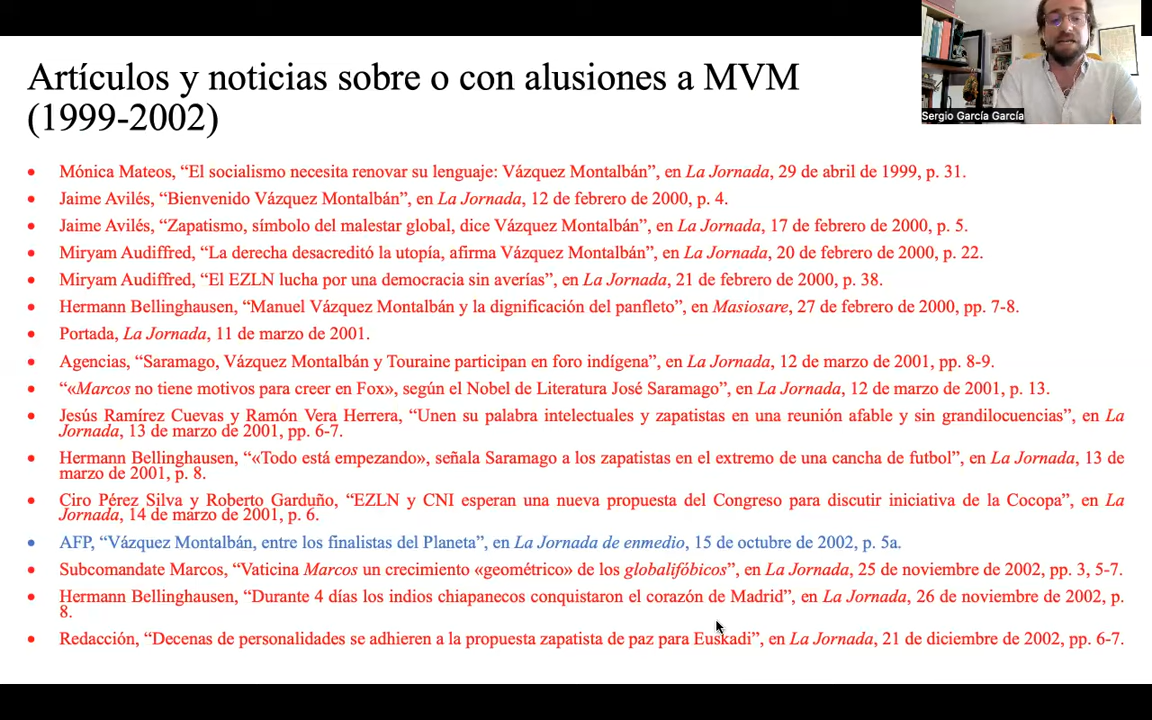 Artículos y noticias sobre o con alusiones a MVM
(1999-2002)
Sergio García García
• Mónica Mateos, “El socialismo necesita renovar su lenguaje: Vázquez Montalbán”, en La Jornada, 29 de abril de 1999, p. 31.
• Jaime Avilés, “Bienvenido Vázquez Montalbán”, en La Jornada, 12 de febrero de 2000, p. 4.
• Jaime Avilés, “Zapatismo, símbolo del malestar global, dice Vázquez Montalbán”, en La Jornada, 17 de febrero de 2000, p. 5.
• Miryam Audiffred, “La derecha desacreditó la utopía, afirma Vázquez Montalbán”, en La Jornada, 20 de febrero de 2000, p. 22.
• Miryam Audiffred, “El EZLN lucha por una democracia sin averías”, en La Jornada, 21 de febrero de 2000, p. 38.
• Hermann Bellinghausen, “Manuel Vázquez Montalbán y la dignificación del panfleto”, en Masiosare, 27 de febrero de 2000, pp. 7-8.
• Portada, La Jornada, 11 de marzo de 2001.
• Agencias, “Saramago, Vázquez Montalbán y Touraine participan en foro indígena”, en La Jornada, 12 de marzo de 2001, pp. 8-9.
• “«Marcos no tiene motivos para creer en Fox», según el Nobel de Literatura José Saramago”, en La Jornada, 12 de marzo de 2001, p. 13.
• Jesús Ramírez Cuevas y Ramón Vera Herrera, “Unen su palabra intelectuales y zapatistas en una reunión afable y sin grandilocuencias”, en La
Jornada, 13 de marzo de 2001, pp. 6-7.
• Hermann Bellinghausen, “«Todo está empezando», señala Saramago a los zapatistas en el extremo de una cancha de futbol”, en La Jornada, 13 de
marzo de 2001, p. 8.
• Ciro Pérez Silva y Roberto Garduño, “EZLN y CNI esperan una nueva propuesta del Congreso para discutir iniciativa de la Cocopa”, en La
Jornada, 14 de marzo de 2001, p. 6.
• AFP, “Vázquez Montalbán, entre los finalistas del Planeta”, en La Jornada de enmedio, 15 de octubre de 2002, p. 5a.
• Subcomandate Marcos, “Vaticina Marcos un crecimiento «geométrico» de los globalifóbicos”, en La Jornada, 25 de noviembre de 2002, pp. 3, 5-7.
• Hermann Bellinghausen, “Durante 4 días los indios chiapanecos conquistaron el corazón de Madrid”, en La Jornada, 26 de noviembre de 2002, p.
8.
• Redacción, “Decenas de personalidades se adhieren a la propuesta zapatista de paz para Euskadi”, en La Jornada, 21 de diciembre de 2002, pp. 6-7.